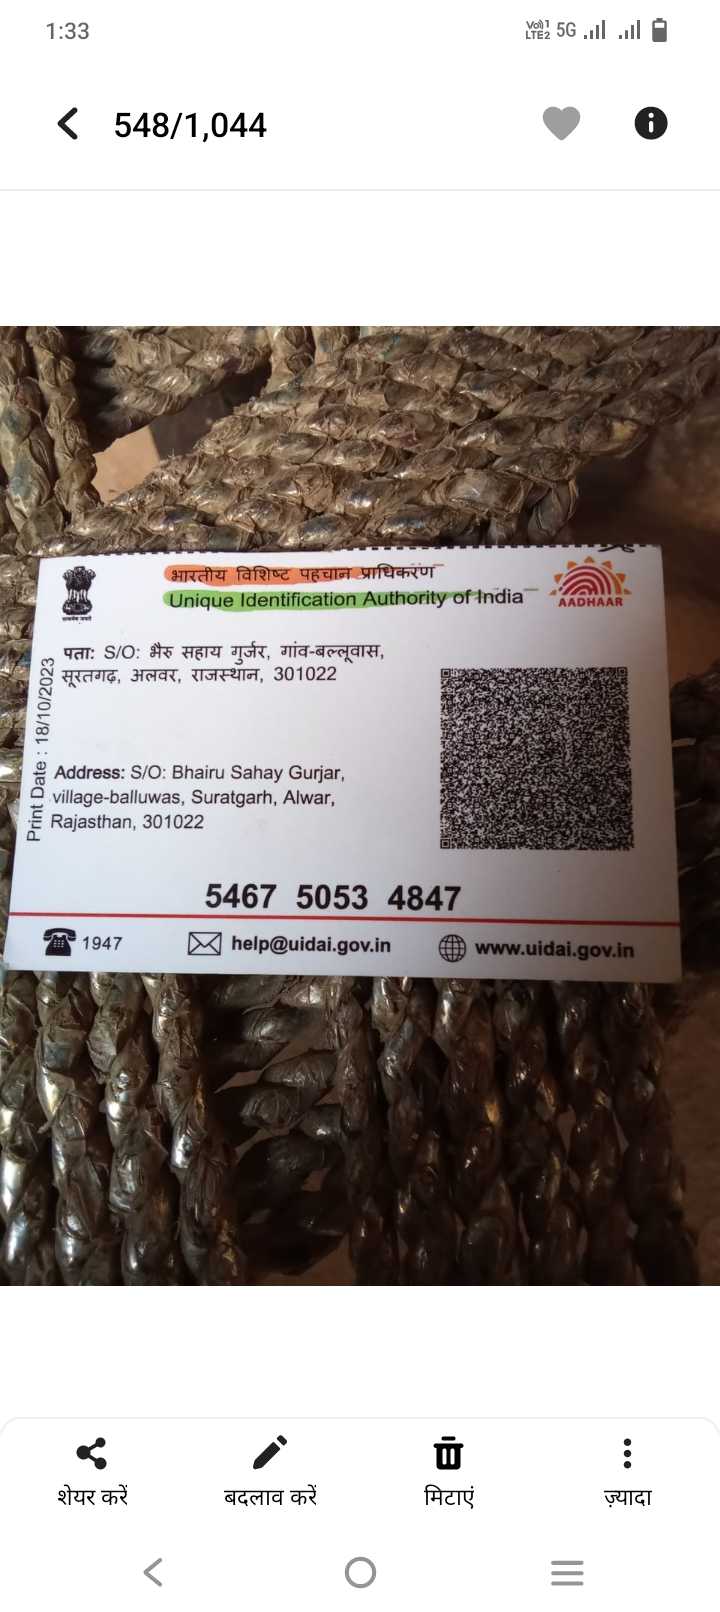 1:33
5G
548/1,044
भारतीय विशिष्ट पहचान प्राधिकरण
Unique Identification Authority of India
AADHAAR
Print Date : 18/10/2023
पता: S/O: भैरु सहाय गुर्जर, गांव-बल्लूवास,
सूरतगढ़, अलवर, राजस्थान, 301022
Address: S/O: Bhairu Sahay Gurjar,
village-balluwas, Suratgarh, Alwar,
Rajasthan, 301022
5467 5053 4847
1947 help@uidai.gov.in www.uidai.gov.in
शेयर करें बदलाव करें मिटाएं ज़्यादा